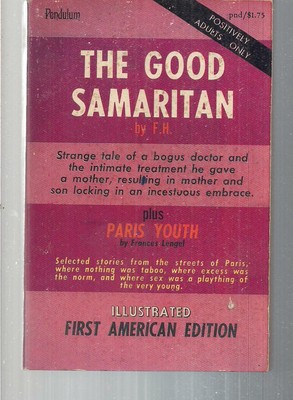 Pendulum
pad/$1.75
POSITIVELY
ADULTS ONLY
THE GOOD
SAMARITAN
by F.H.
Strange tale of a bogus doctor and
the intimate treatment he gave
a mother, resulting in mother and
son locking in an incestuous embrace.
plus
PARIS YOUTH
by Frances Lengel
Selected stories from the streets of Paris,
where nothing was taboo, where excess was
the norm, and where sex was a plaything of
the very young.
ILLUSTRATED
FIRST AMERICAN EDITION